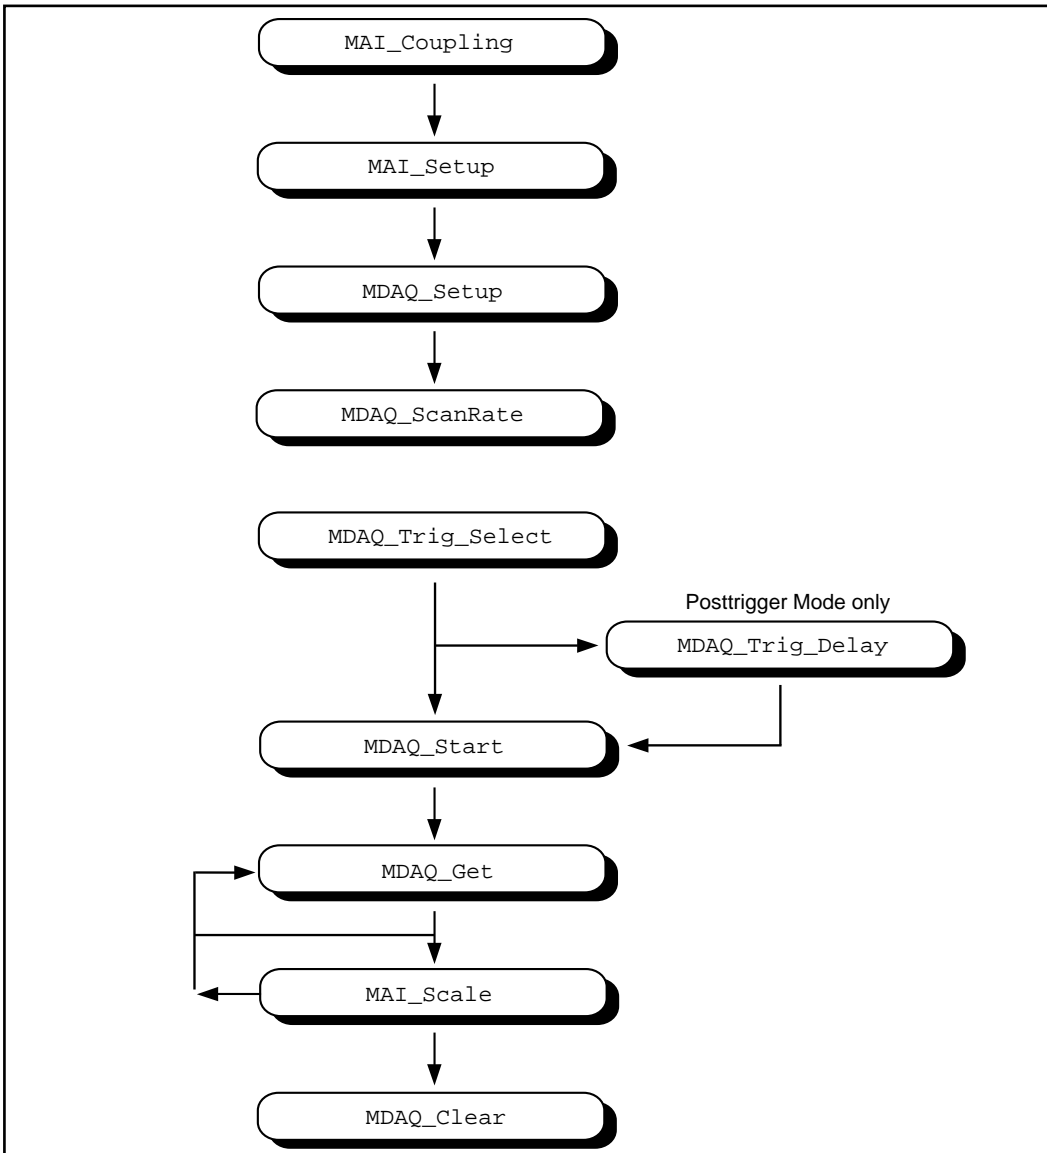 MAI_Coupling
MAI_Setup
MDAQ_Setup
MDAQ_ScanRate
MDAQ_Trig_Select
Posttrigger Mode only
MDAQ_Trig_Delay
MDAQ_Start
MDAQ_Get
MAI_Scale
MDAQ_Clear